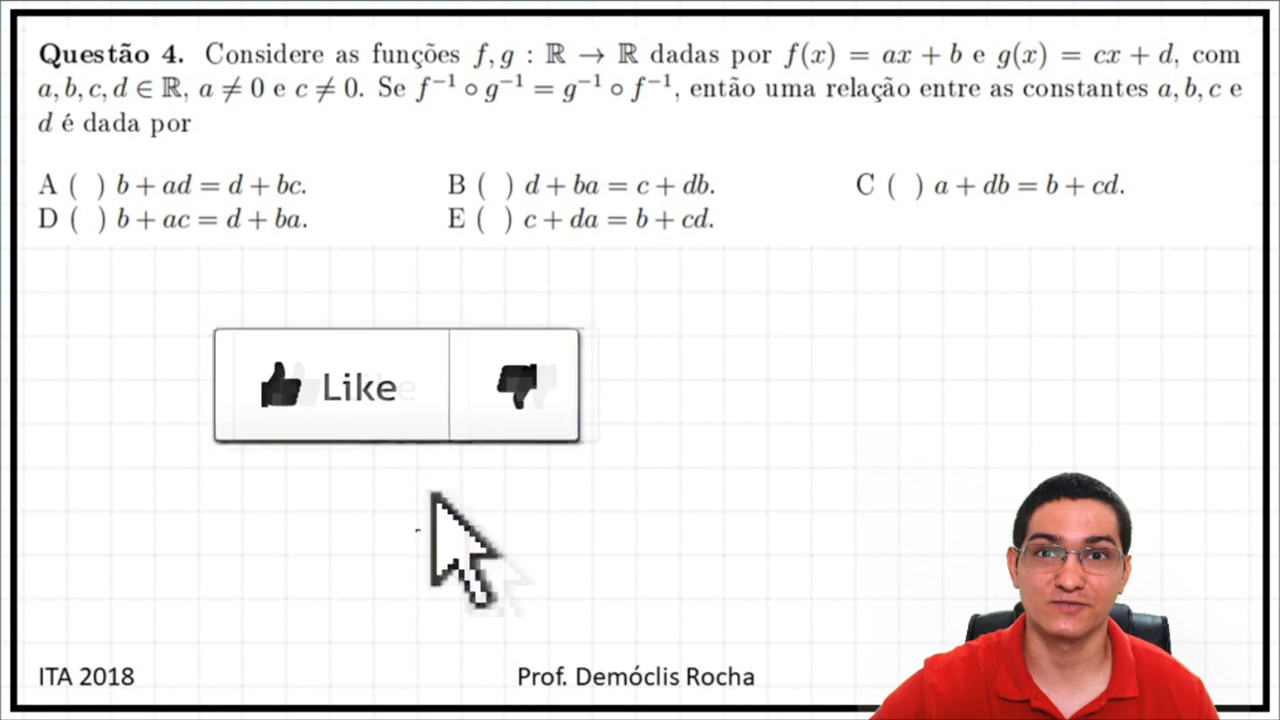 Questão 4. Considere as funções f, g : ℝ → ℝ dadas por f(x) = ax + b e g(x) = cx + d, com
a, b, c, d ∈ ℝ, a ≠ 0 e c ≠ 0. Se f⁻¹ ∘ g⁻¹ = g⁻¹ ∘ f⁻¹, então uma relação entre as constantes a, b, c e
d é dada por
A ( ) b + ad = d + bc. B ( ) d + ba = c + db. C ( ) a + db = b + cd.
D ( ) b + ac = d + ba. E ( ) c + da = b + cd.
Like
ITA 2018 Prof. Demóclis Rocha